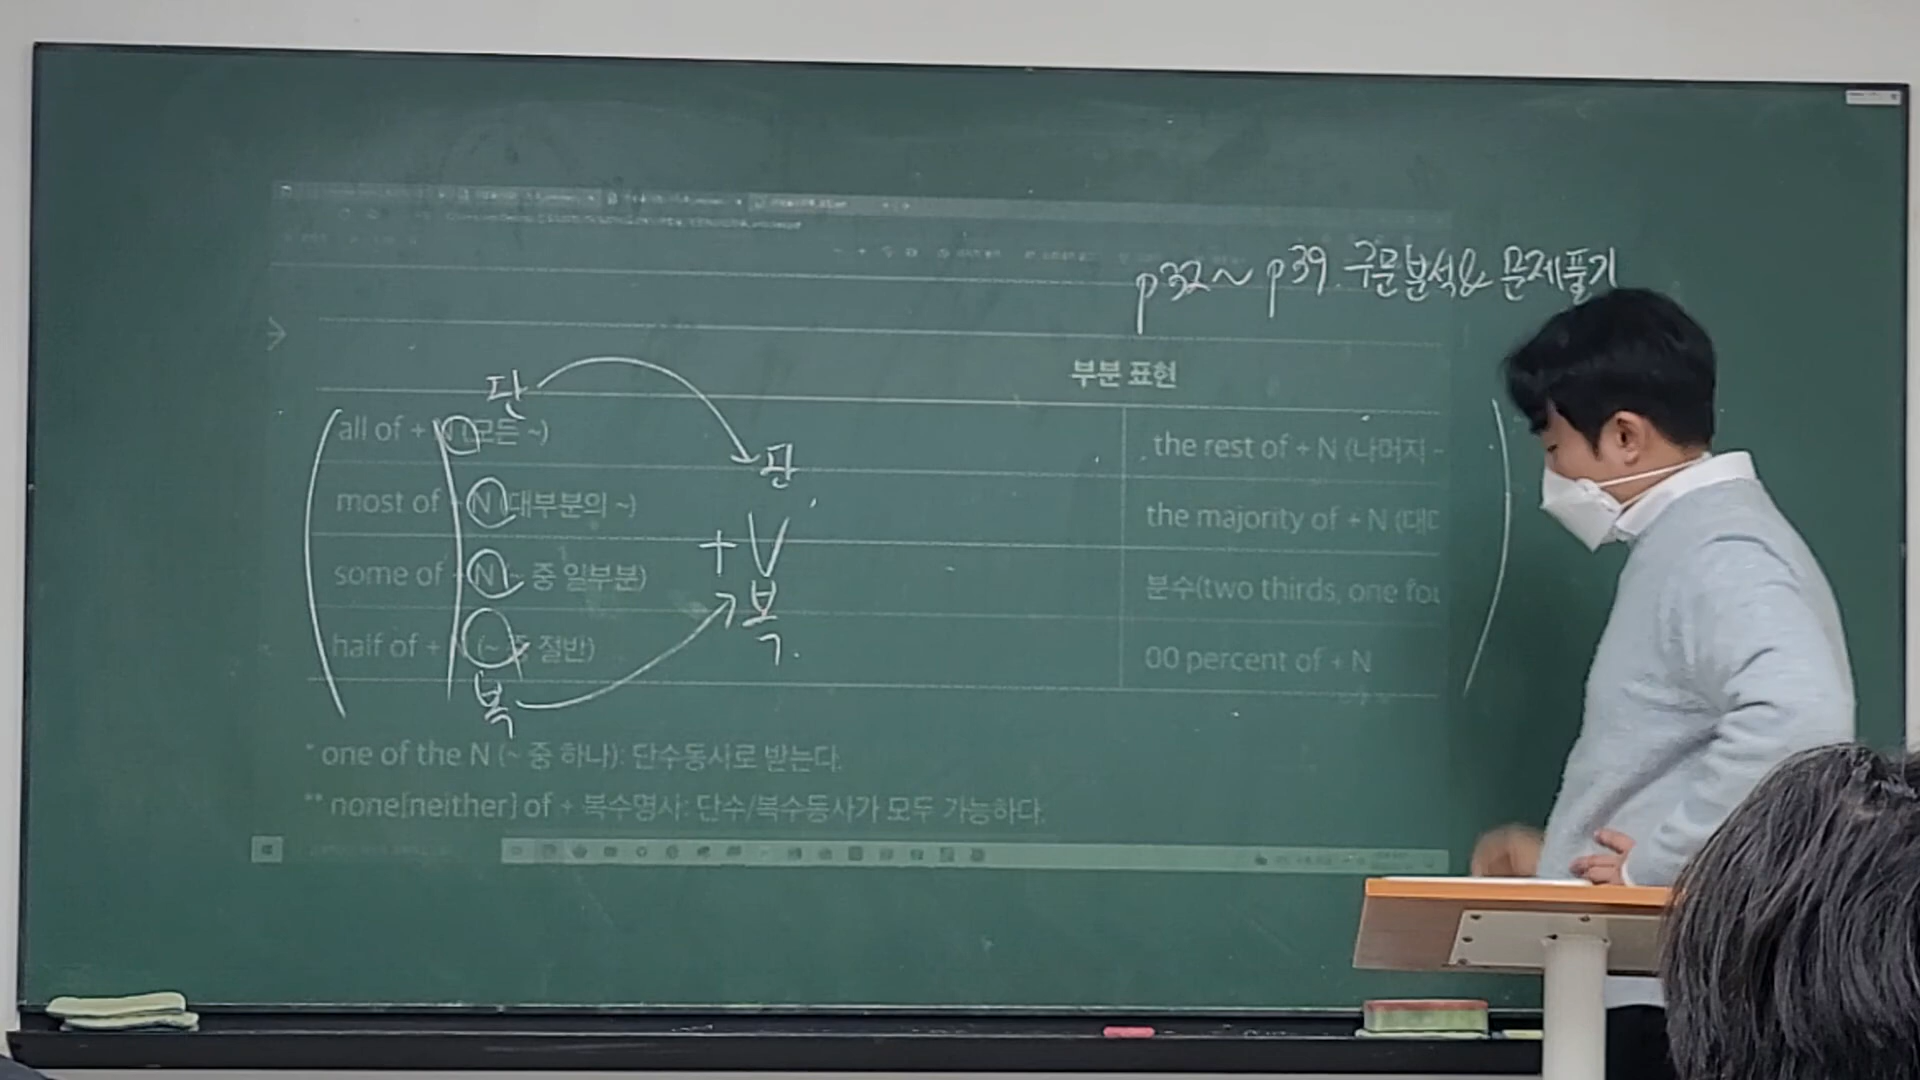 p32~ p39. 구문분석& 문제풀기
부분 표현
단
단
all of + N (모든 ~)
the rest of + N (나머지 ~
most of + N (대부분의 ~)
the majority of + N (대
+V
some of + N (~ 중 일부분)
분수(two thirds, one fou
복.
half of + N (~ 중 절반)
00 percent of + N
복
* one of the N (~ 중 하나): 단수동사로 받는다.
** none[neither] of + 복수명사: 단수/복수동사가 모두 가능하다.